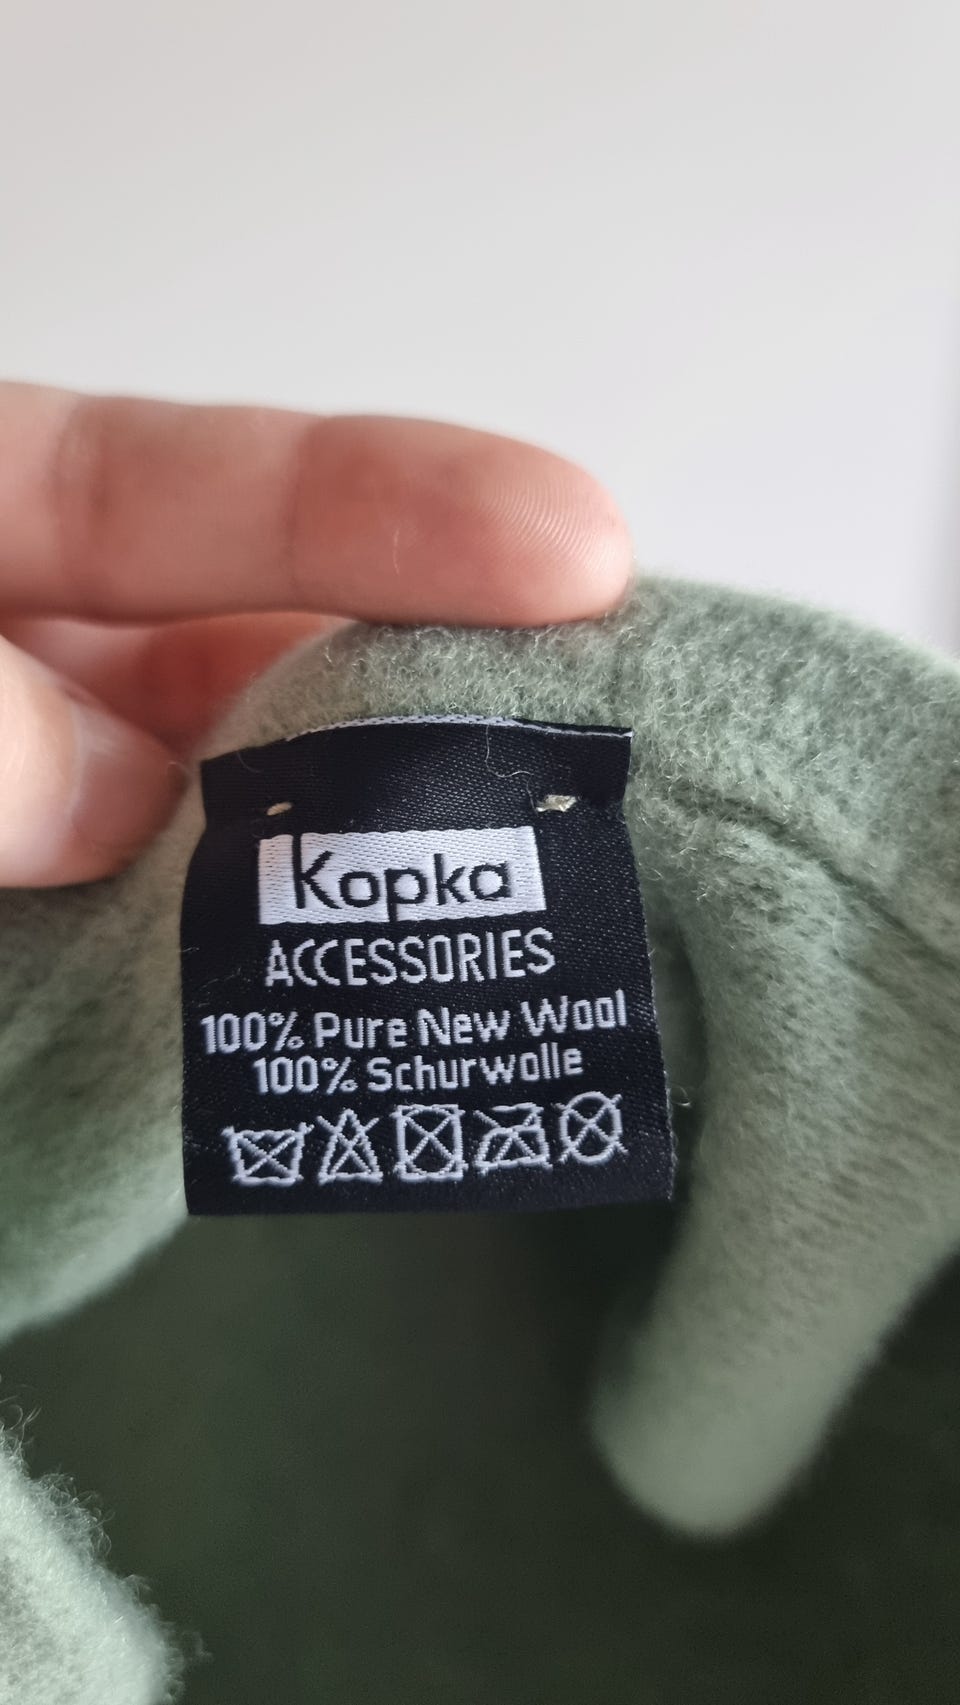 Kopka
ACCESSORIES
100% Pure New Wool
100% Schurwolle